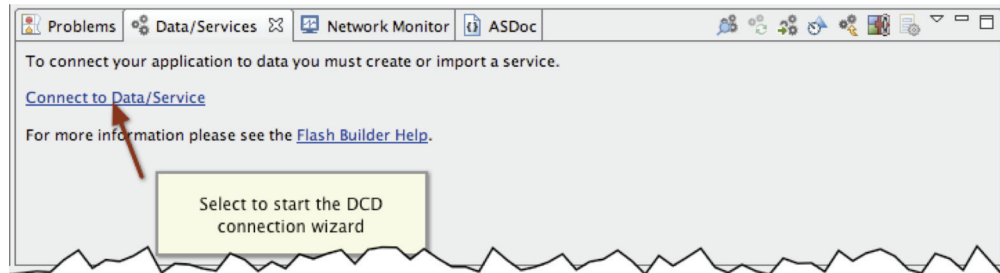 Problems Data/Services Network Monitor ASDoc
To connect your application to data you must create or import a service.
Connect to Data/Service
For more information please see the Flash Builder Help.
Select to start the DCD
connection wizard